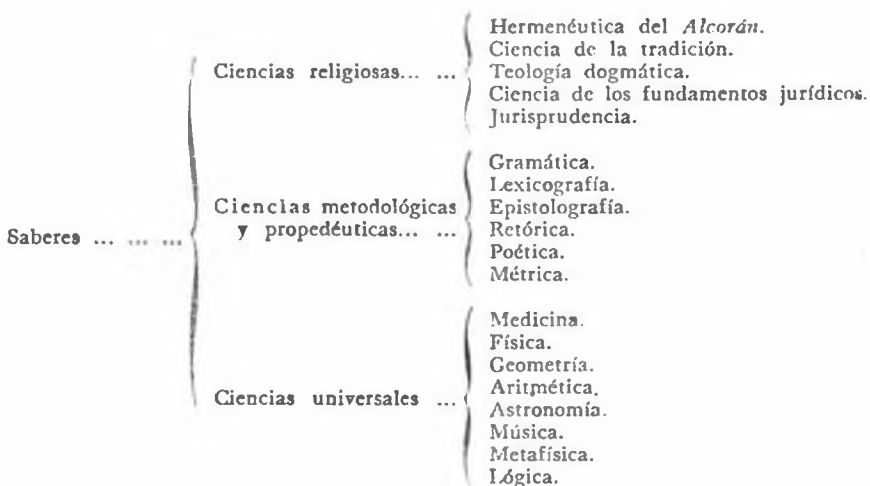 Hermenéutica del Alcorán.
Ciencia de la tradición.
Ciencias religiosas... ... Teología dogmática.
Ciencia de los fundamentos jurídicos.
Jurisprudencia.
Gramática.
Lexicografía.
Ciencias metodológicas Epistolografía.
Saberes ... ... ... y propedéuticas... ... Retórica.
Poética.
Métrica.
Medicina.
Física.
Geometría.
Aritmética.
Ciencias universales ... Astronomía.
Música.
Metafísica.
Lógica.